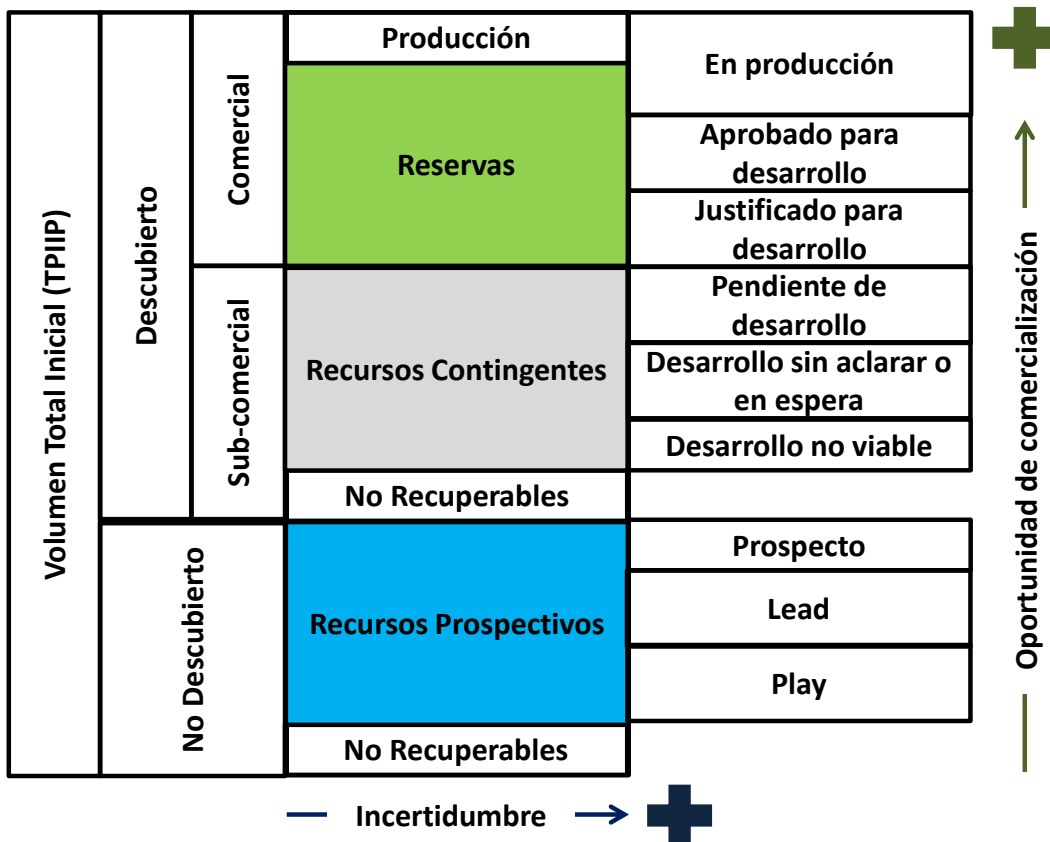 Volumen Total Inicial (TPIIP)
Descubierto
Comercial
Producción
Reservas
En producción
Aprobado para
desarrollo
Justificado para
desarrollo
Sub-comercial
Recursos Contingentes
Pendiente de
desarrollo
Desarrollo sin aclarar o
en espera
Desarrollo no viable
No Recuperables
No Descubierto
Recursos Prospectivos
Prospecto
Lead
Play
No Recuperables
Oportunidad de comercialización
Incertidumbre